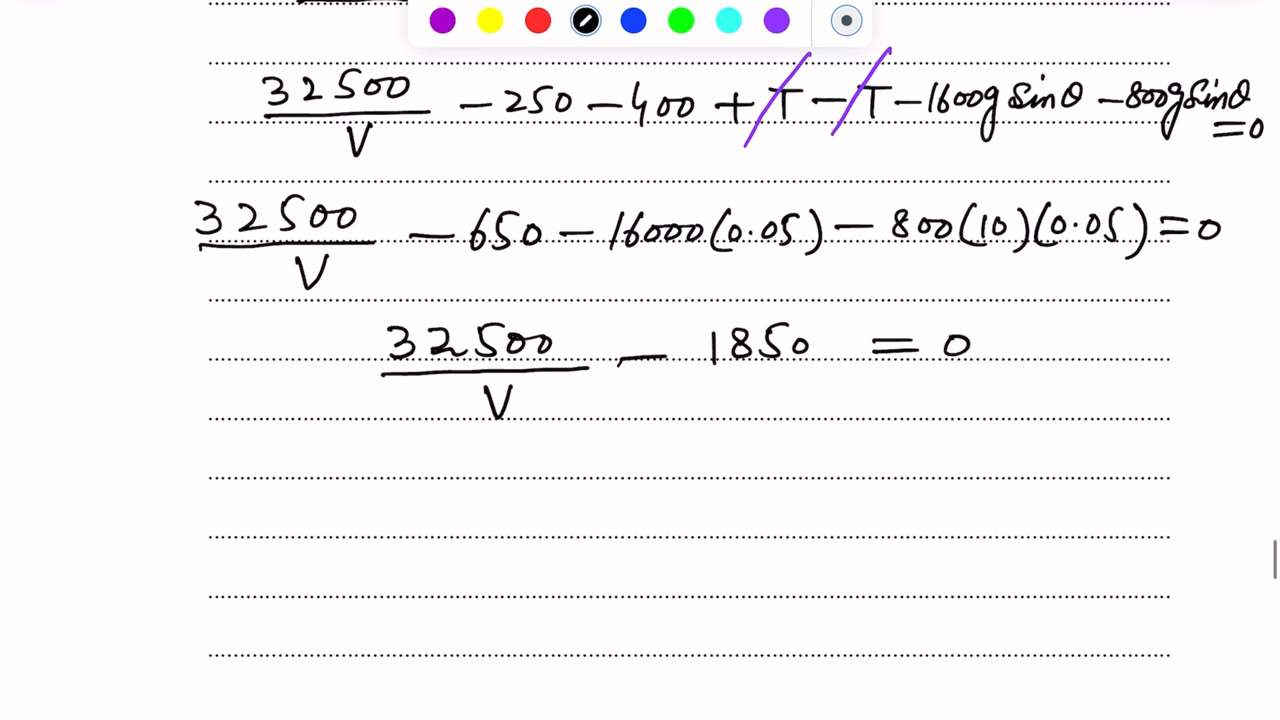 32500/V - 250 - 400 + T - T - 1600g sinθ - 800g sinθ = 0
32500/V - 650 - 16000(0.05) - 800(10)(0.05) = 0
32500/V - 1850 = 0